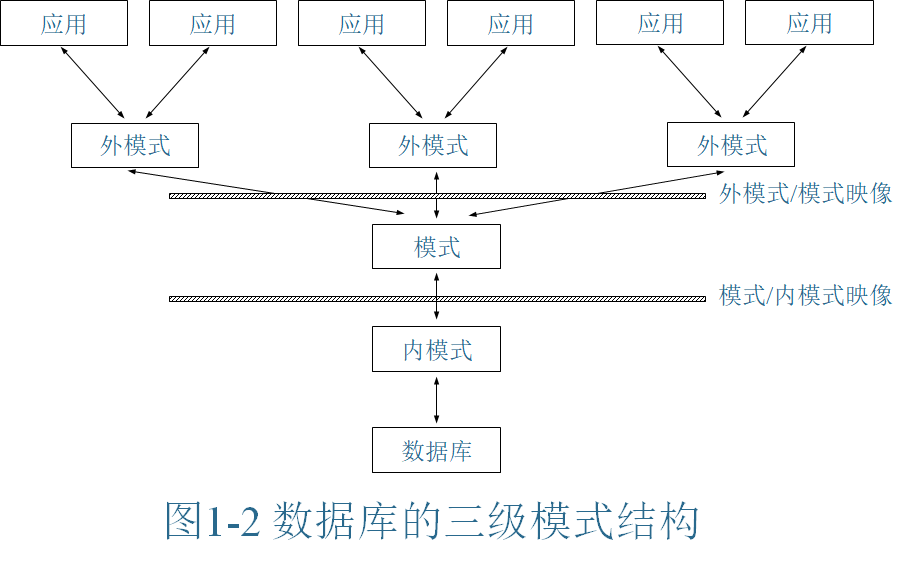 应用 应用 应用 应用 应用 应用
外模式 外模式 外模式
外模式/模式映像
模式
模式/内模式映像
内模式
数据库
图1-2 数据库的三级模式结构